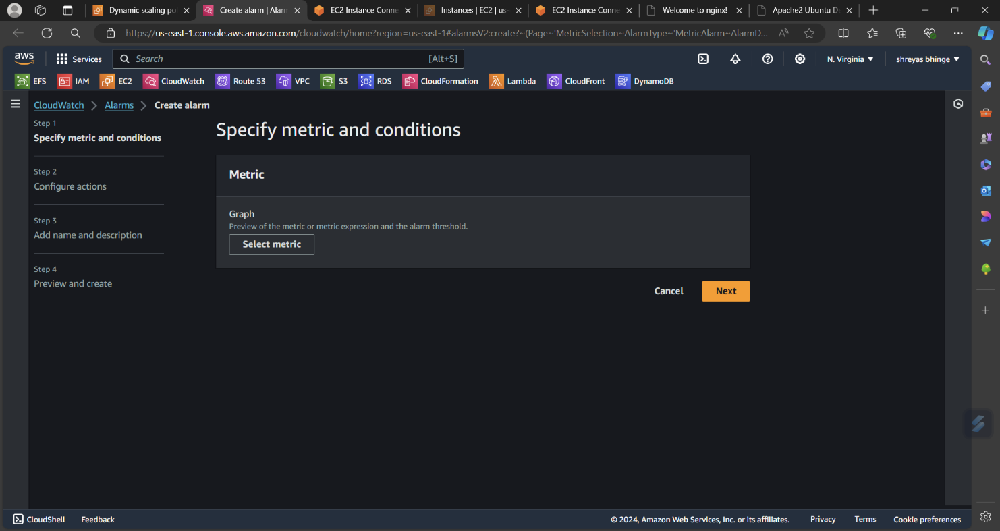 Dynamic scaling po
Create alarm | Alarm
EC2 Instance Conne
Instances | EC2 | us-
EC2 Instance Conne
Welcome to nginx!
Apache2 Ubuntu D
https://us-east-1.console.aws.amazon.com/cloudwatch/home?region=us-east-1#alarmsV2:create?~(Page~'MetricSelection~AlarmType~'MetricAlarm~AlarmD...
aws
Services
Search
[Alt+S]
N. Virginia
shreyas bhinge
EFS
IAM
EC2
CloudWatch
Route 53
VPC
S3
RDS
CloudFormation
Lambda
CloudFront
DynamoDB
CloudWatch
Alarms
Create alarm
Step 1
Specify metric and conditions
Step 2
Configure actions
Step 3
Add name and description
Step 4
Preview and create
Specify metric and conditions
Metric
Graph
Preview of the metric or metric expression and the alarm threshold.
Select metric
Cancel
Next
CloudShell
Feedback
© 2024, Amazon Web Services, Inc. or its affiliates.
Privacy
Terms
Cookie preferences